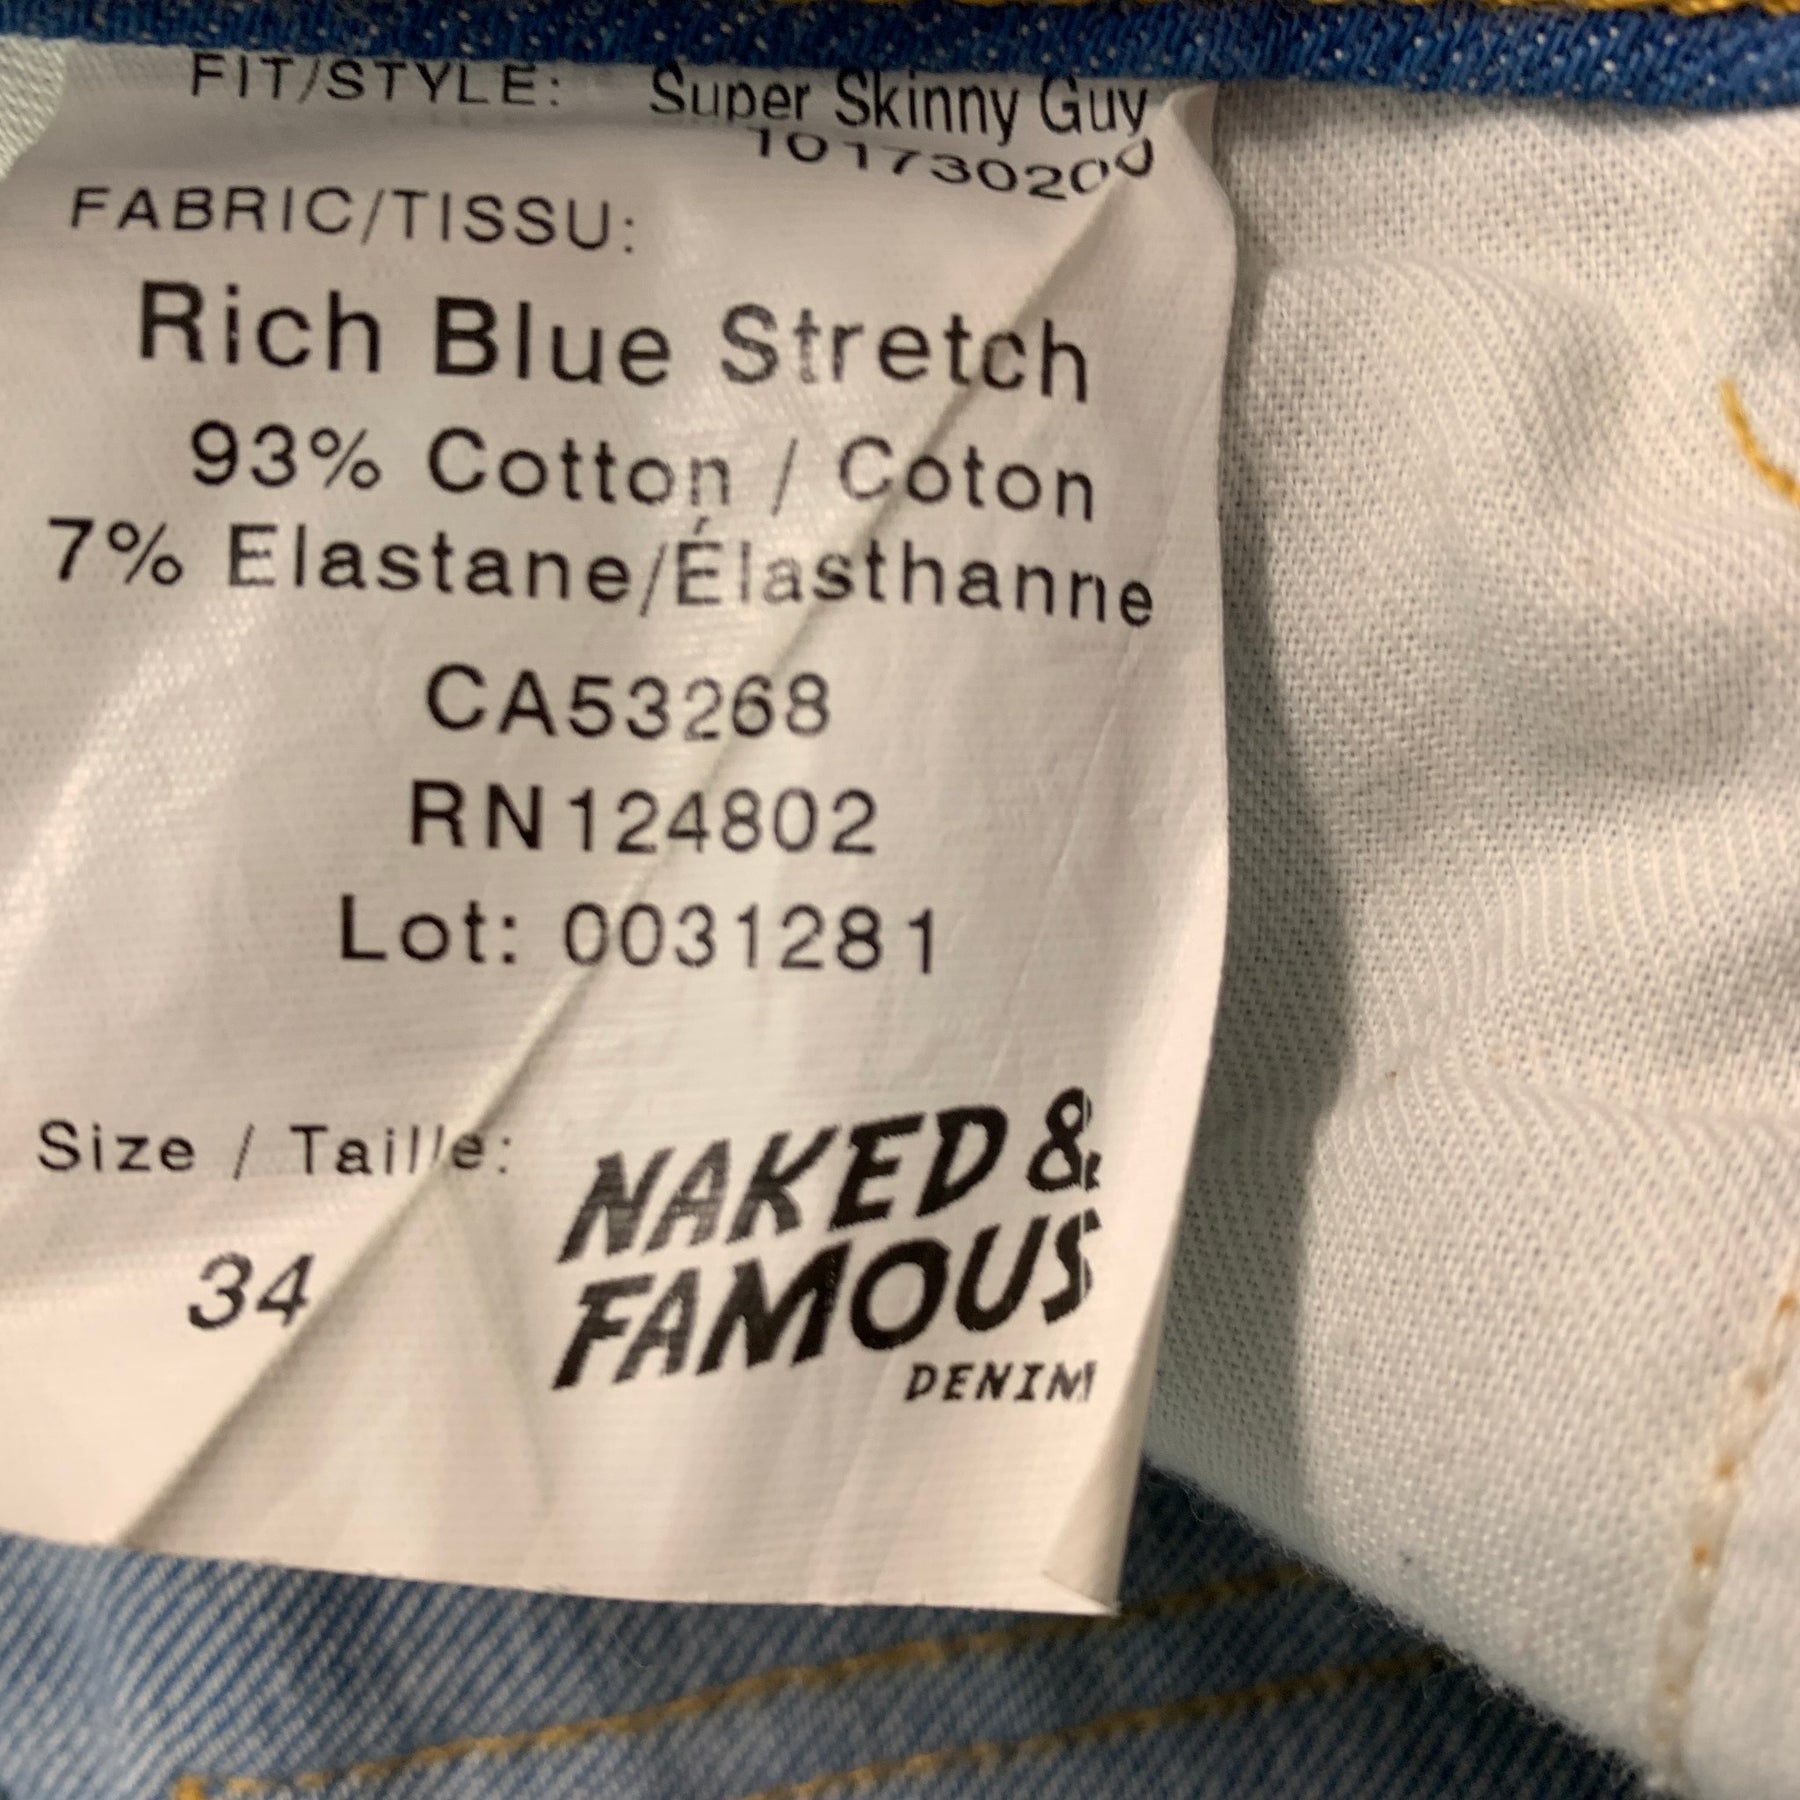 FIT/STYLE: Super Skinny Guy
101730200
FABRIC/TISSU:
Rich Blue Stretch
93% Cotton / Coton
7% Elastane/Élasthanne
CA53268
RN124802
Lot: 0031281
Size / Taille:
34
NAKED &
FAMOUS
DENIM